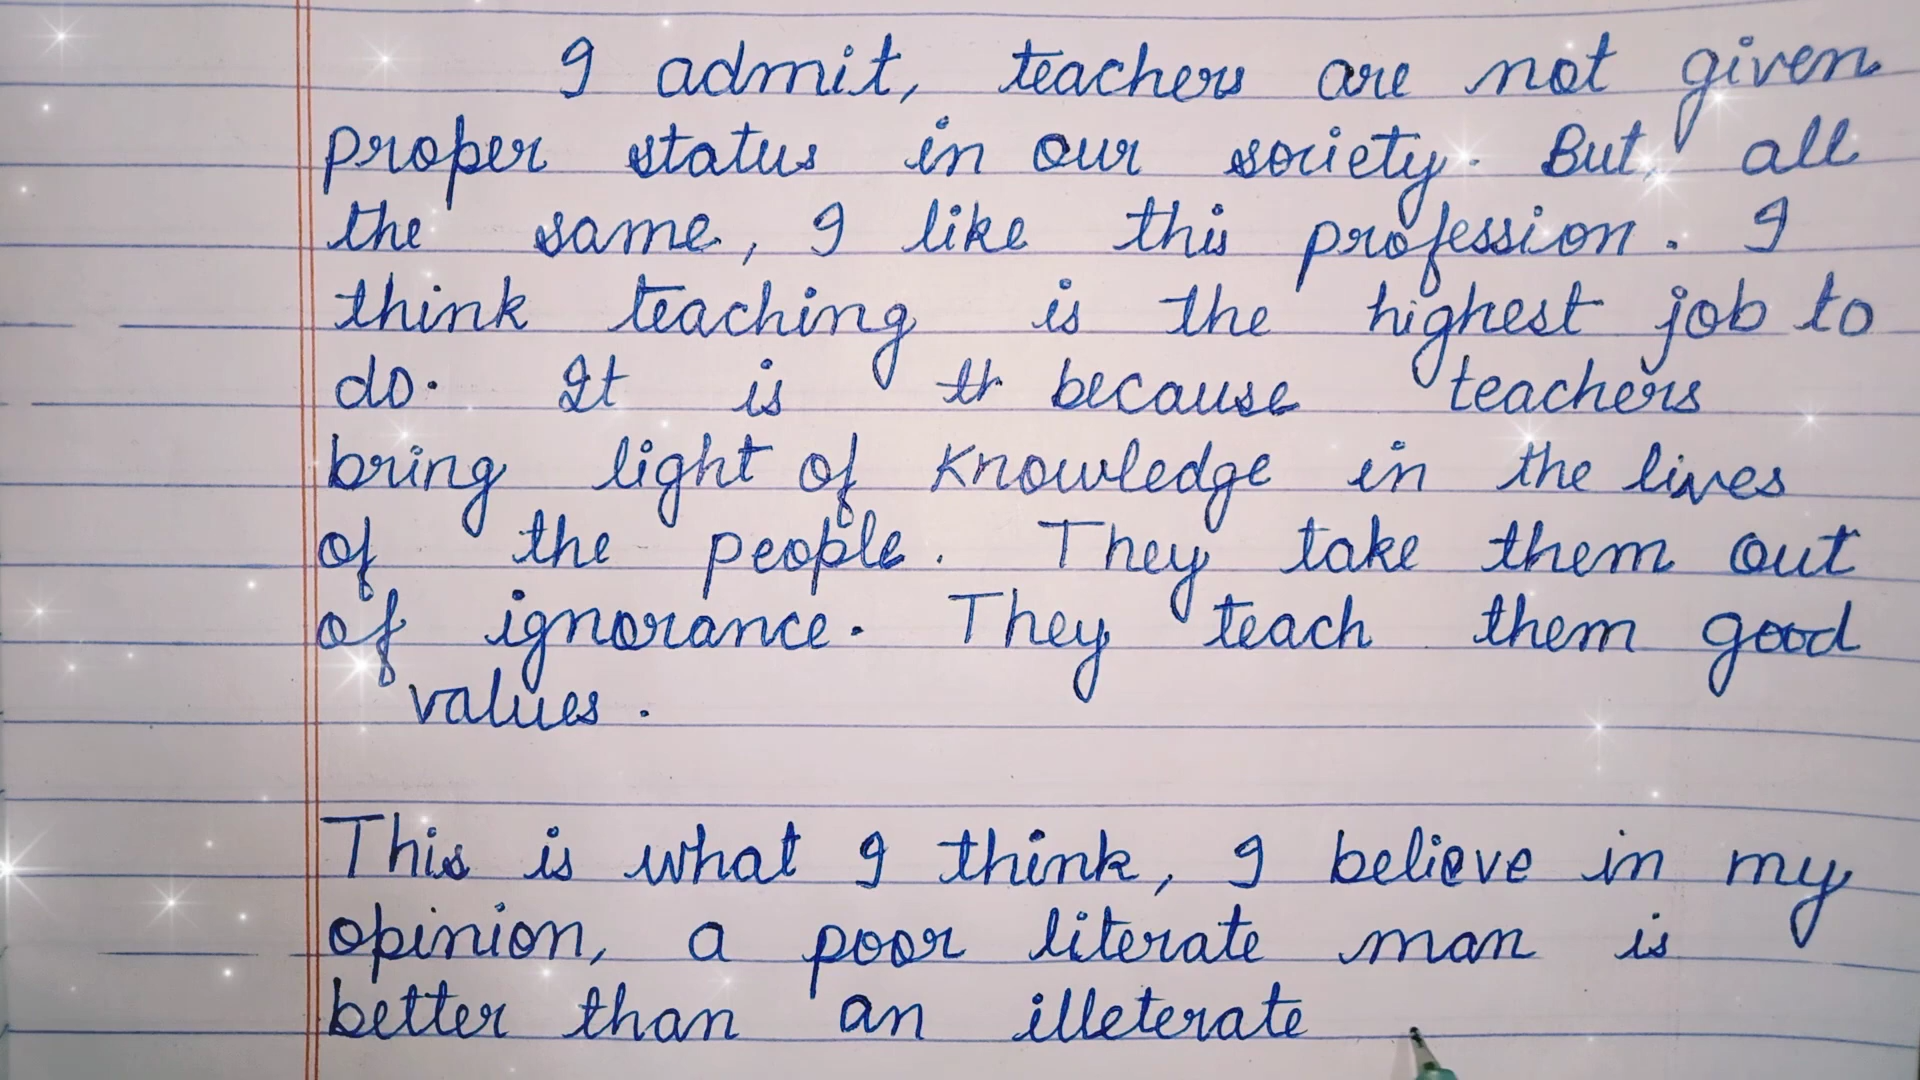 I admit, teachers are not given
proper status in our society. But, all
the same, I like this profession. I
think teaching is the highest job to
do. It is th because teachers
bring light of Knowledge in the lives
of the people. They take them out
of ignorance. They teach them good
values.
This is what I think, I believe in my
opinion, a poor literate man is
better than an illeterate